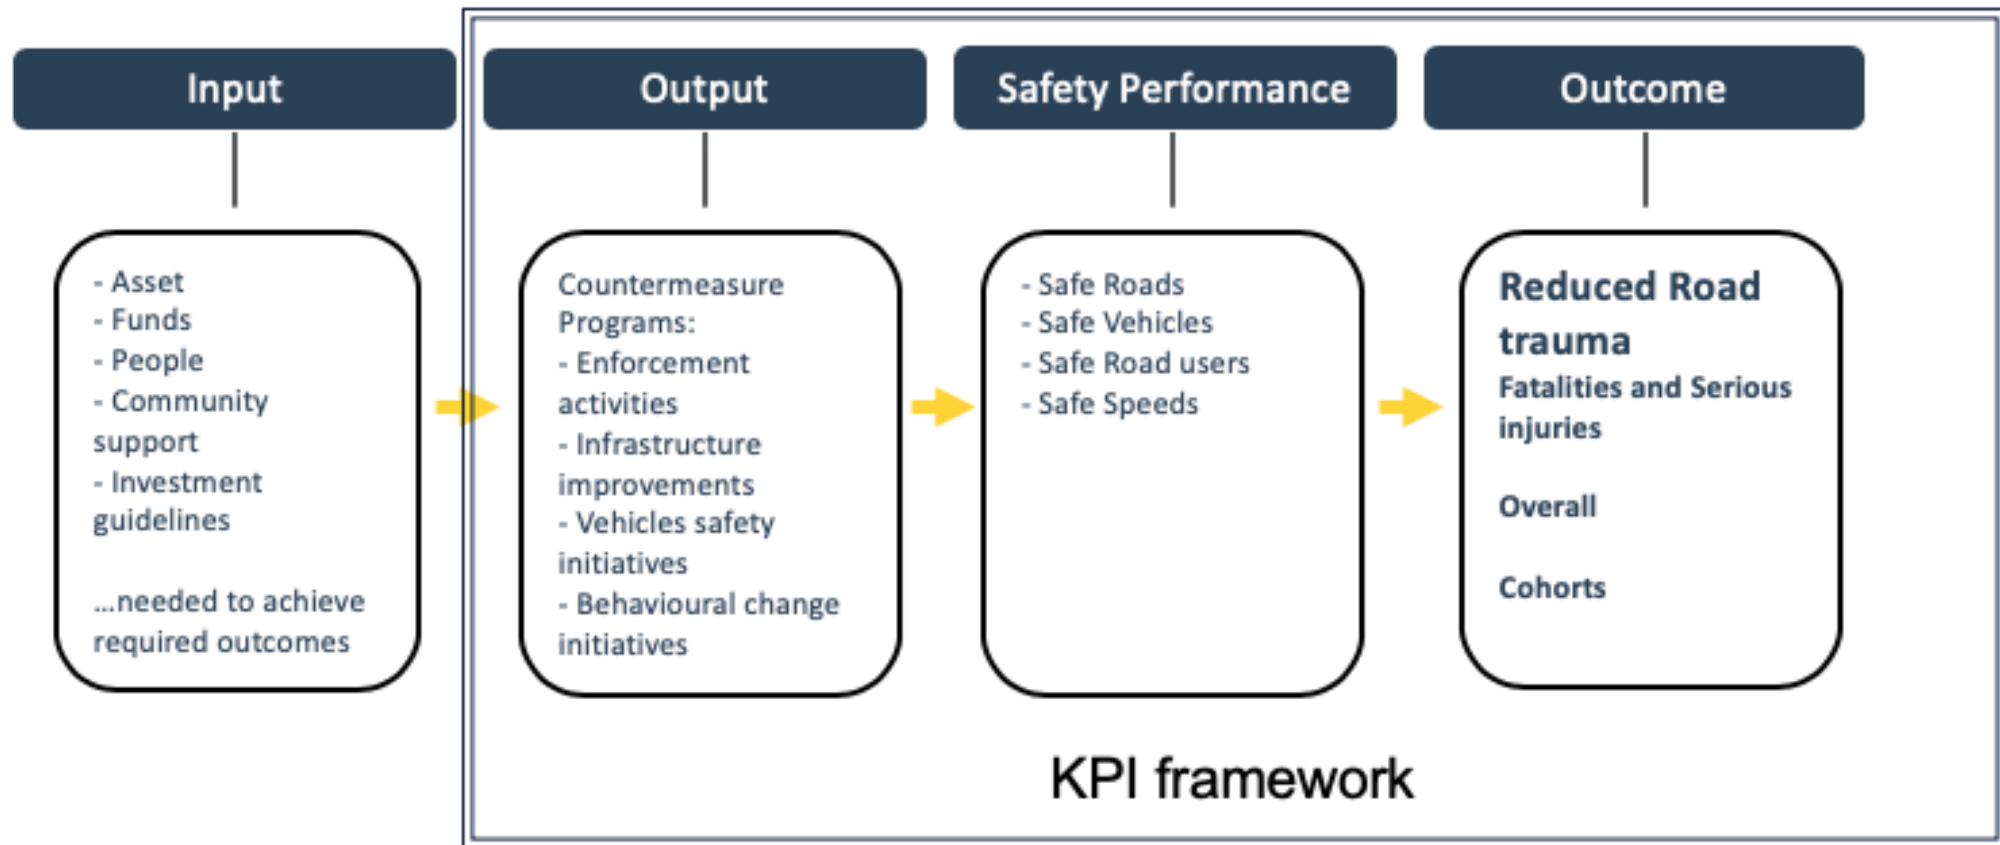 Input
Output
Safety Performance
Outcome
- Asset
- Funds
- People
- Community
support
- Investment
guidelines
...needed to achieve
required outcomes
Countermeasure
Programs:
- Enforcement
activities
- Infrastructure
improvements
- Vehicles safety
initiatives
- Behavioural change
initiatives
- Safe Roads
- Safe Vehicles
- Safe Road users
- Safe Speeds
Reduced Road
trauma
Fatalities and Serious
injuries
Overall
Cohorts
KPI framework